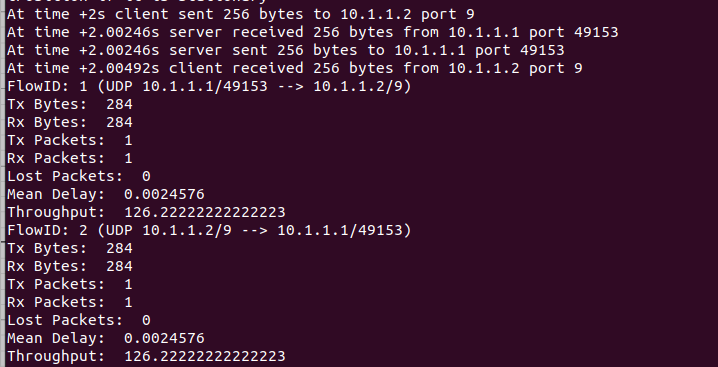 At time +2s client sent 256 bytes to 10.1.1.2 port 9
At time +2.00246s server received 256 bytes from 10.1.1.1 port 49153
At time +2.00246s server sent 256 bytes to 10.1.1.1 port 49153
At time +2.00492s client received 256 bytes from 10.1.1.2 port 9
FlowID: 1 (UDP 10.1.1.1/49153 --> 10.1.1.2/9)
Tx Bytes:  284
Rx Bytes:  284
Tx Packets:  1
Rx Packets:  1
Lost Packets:  0
Mean Delay:  0.0024576
Throughput:  126.22222222222223
FlowID: 2 (UDP 10.1.1.2/9 --> 10.1.1.1/49153)
Tx Bytes:  284
Rx Bytes:  284
Tx Packets:  1
Rx Packets:  1
Lost Packets:  0
Mean Delay:  0.0024576
Throughput:  126.22222222222223